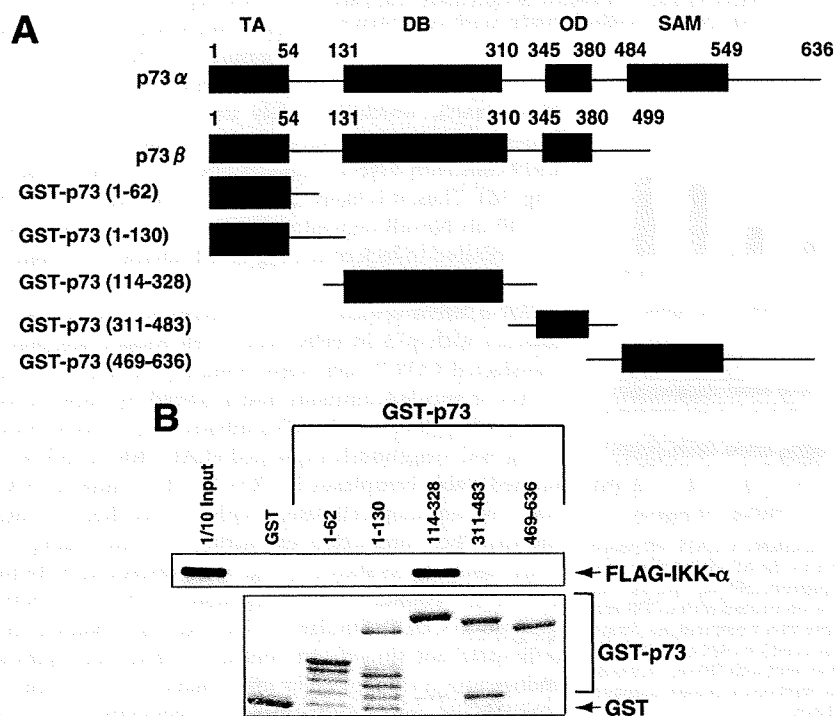 A
TA DB OD SAM
1 54 131 310 345 380 484 549 636
p73 α
1 54 131 310 345 380 499
p73 β
GST-p73 (1-62)
GST-p73 (1-130)
GST-p73 (114-328)
GST-p73 (311-483)
GST-p73 (469-636)
B
GST-p73
1/10 Input
GST
1-62
1-130
114-328
311-483
469-636
FLAG-IKK-α
GST-p73
GST